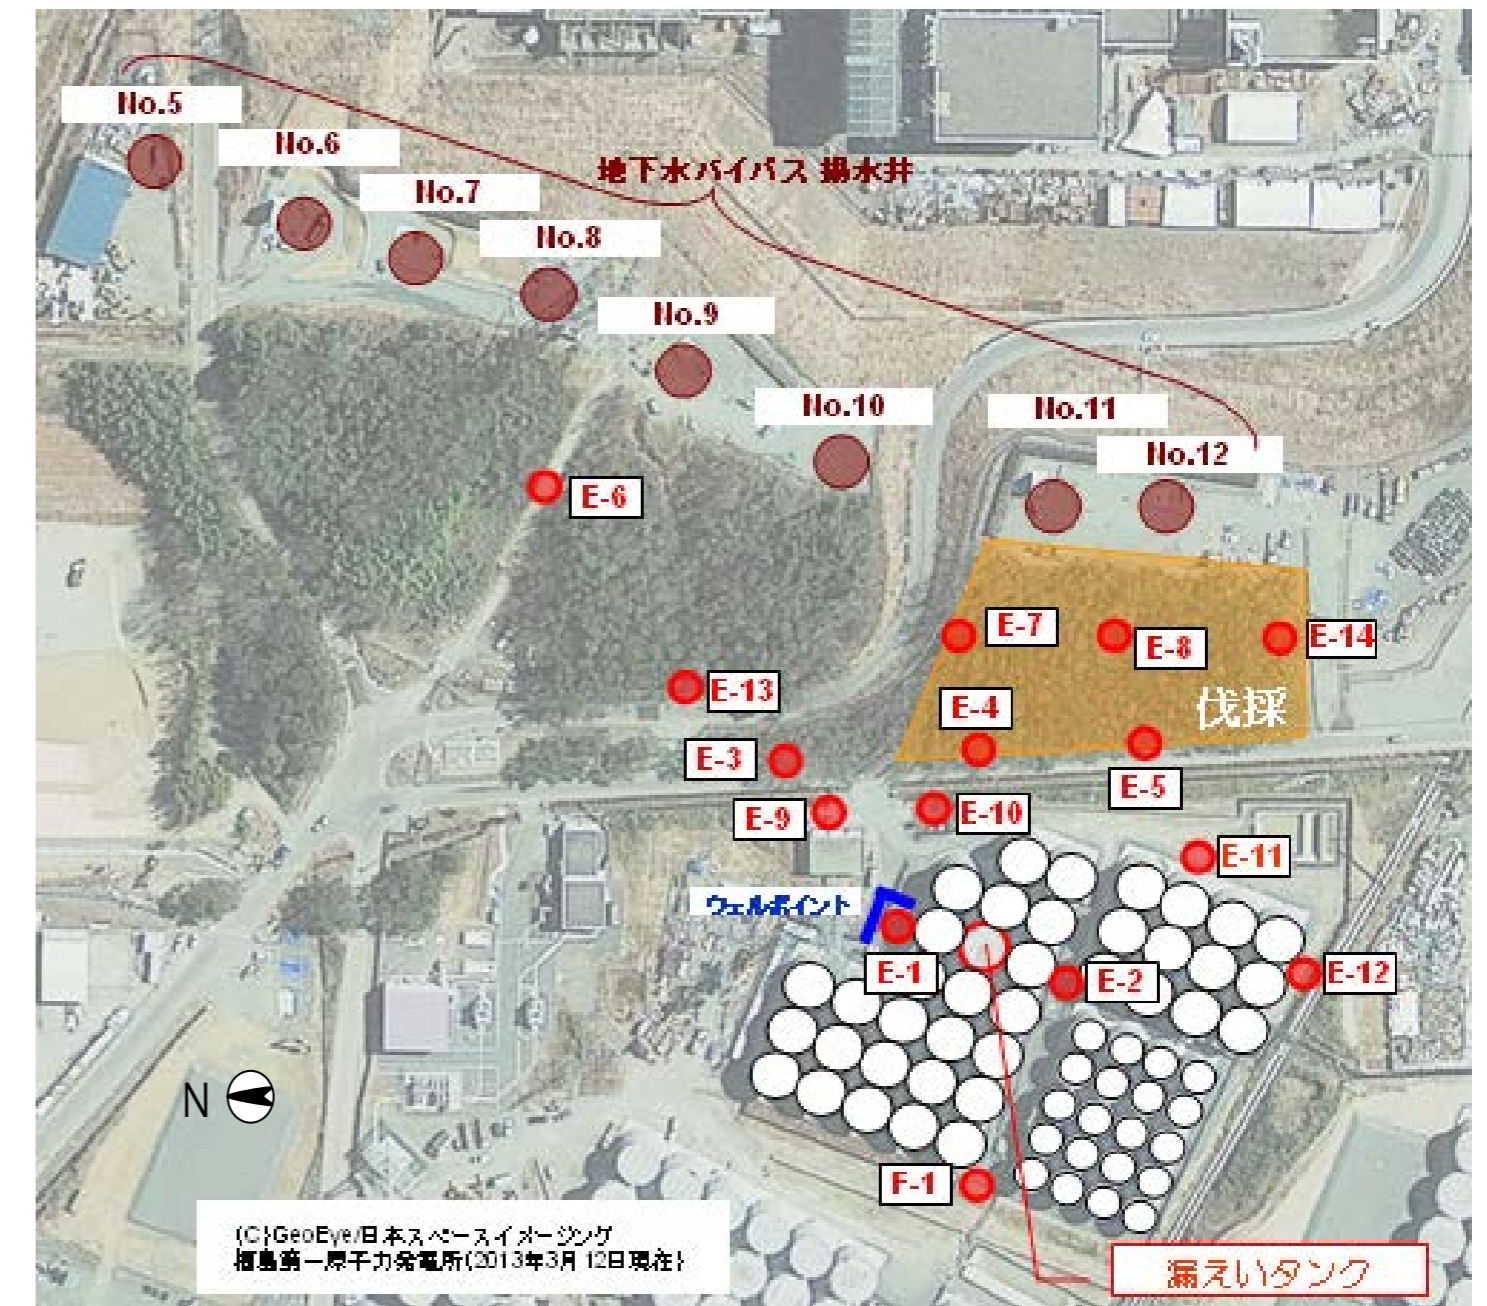 No.5
No.6
No.7
No.8
地下水バイパス 揚水井
No.9
No.10
No.11
No.12
E-6
E-7
E-8
E-14
E-13
E-4
伐採
E-3
E-5
E-9
E-10
E-11
ウェルポイント
E-1
E-2
E-12
N
F-1
(C)GeoEye/日本スペースイメージング
福島第一原子力発電所(2013年3月12日現在)
漏えいタンク